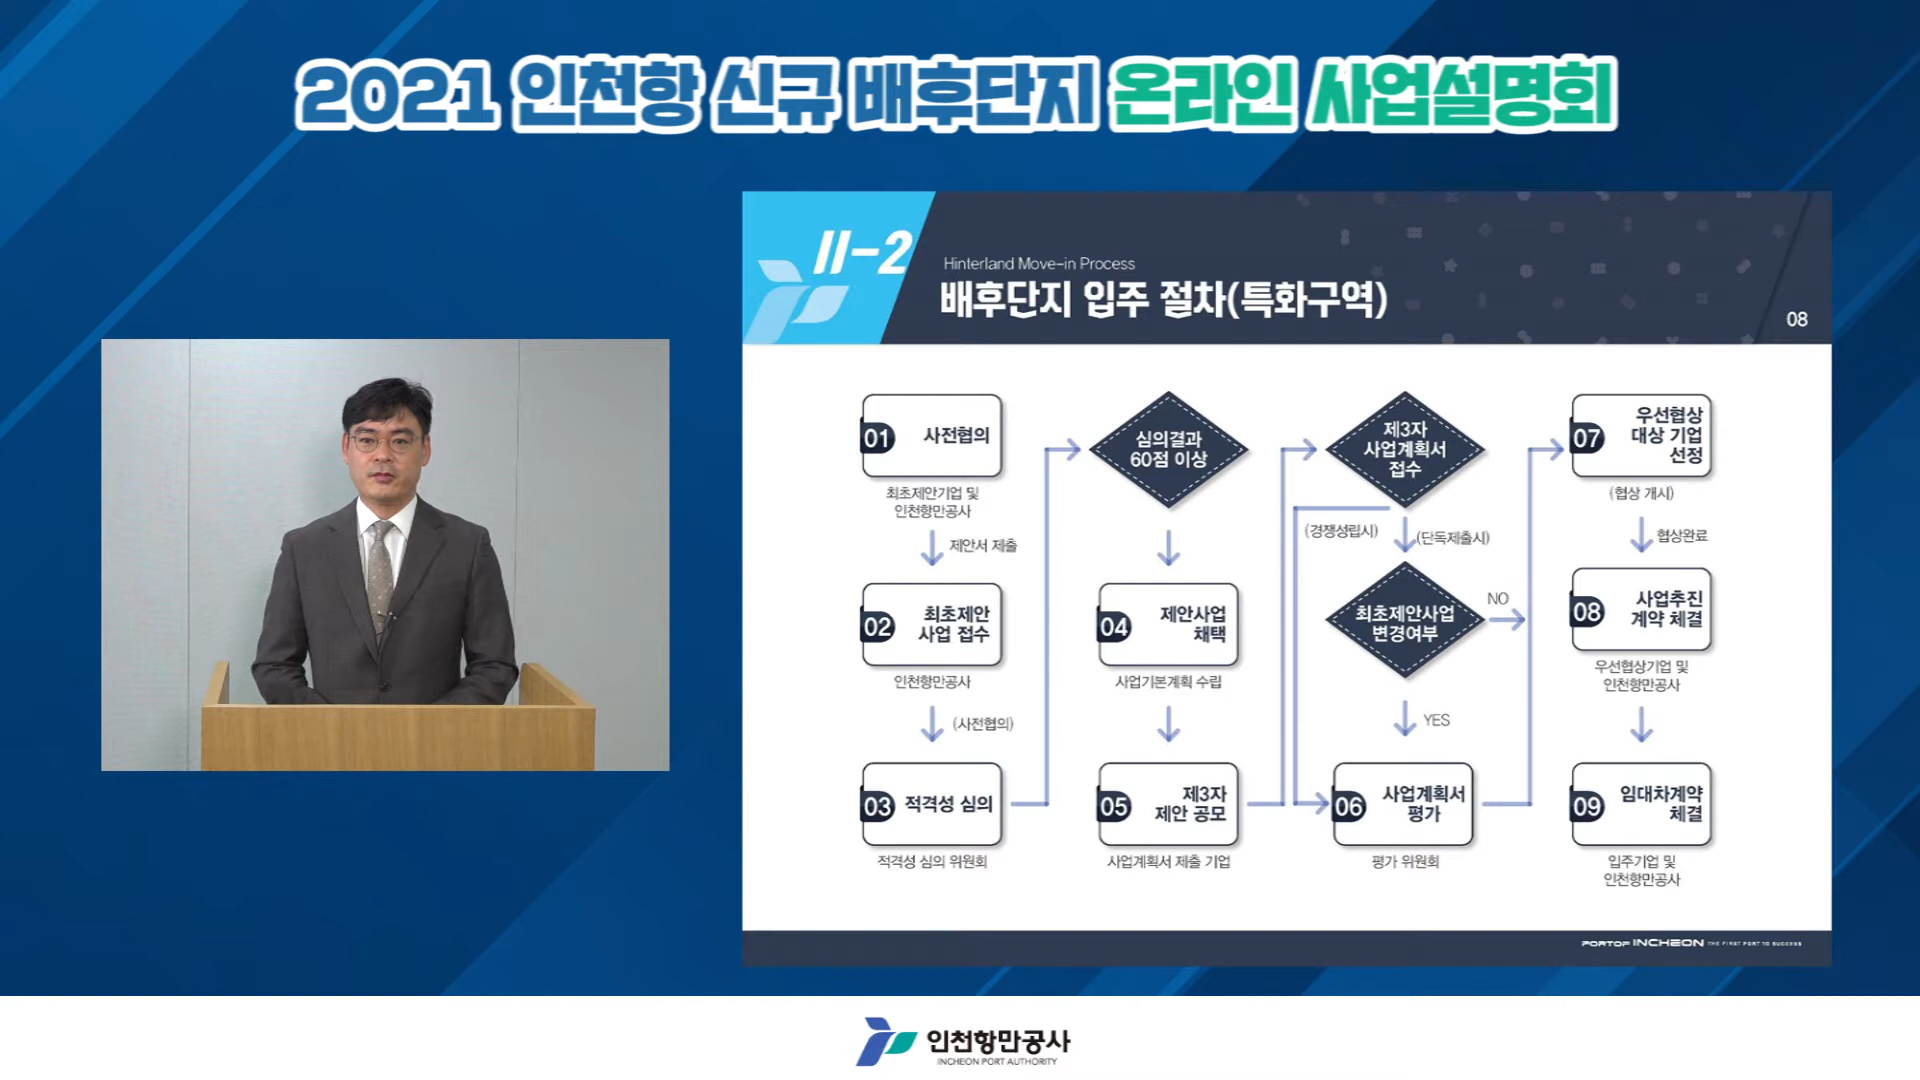 2021 인천항 신규 배후단지 온라인 사업설명회
II-2
Hinterland Move-in Process
배후단지 입주 절차(특화구역)
08
01 사전협의
최초제안기업 및
인천항만공사
제안서 제출
02 최초제안
사업 접수
인천항만공사
(사전협의)
03 적격성 심의
적격성 심의 위원회
심의결과
60점 이상
04 제안사업
채택
사업기본계획 수립
05 제3자
제안 공모
사업계획서 제출 기업
제3자
사업계획서
접수
(경쟁성립시)
(단독제출시)
최초제안사업
변경여부
NO
YES
06 사업계획서
평가
평가 위원회
07 우선협상
대상 기업
선정
(협상 개시)
협상완료
08 사업추진
계약 체결
우선협상기업 및
인천항만공사
09 임대차계약
체결
입주기업 및
인천항만공사
PORT OF INCHEON THE FIRST PORT TO SUCCESS
인천항만공사
INCHEON PORT AUTHORITY